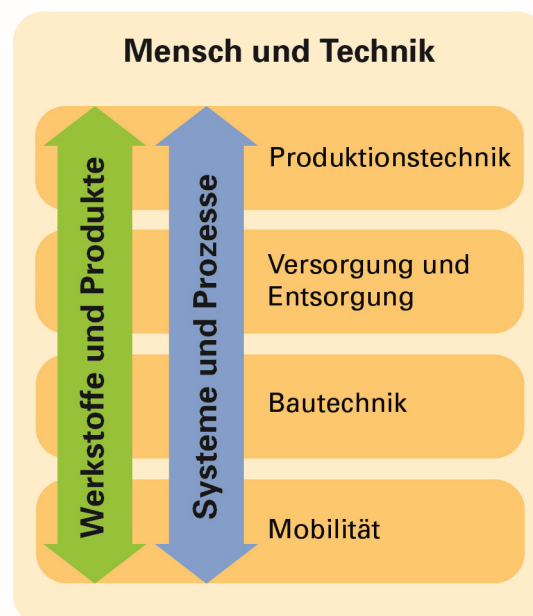 Mensch und Technik
Werkstoffe und Produkte
Systeme und Prozesse
Produktionstechnik
Versorgung und
Entsorgung
Bautechnik
Mobilität